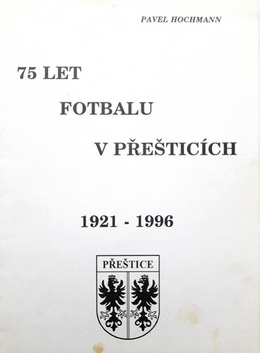 PAVEL HOCHMANN
75 LET
FOTBALU
V PŘEŠTICÍCH
1921 - 1996
PŘEŠTICE